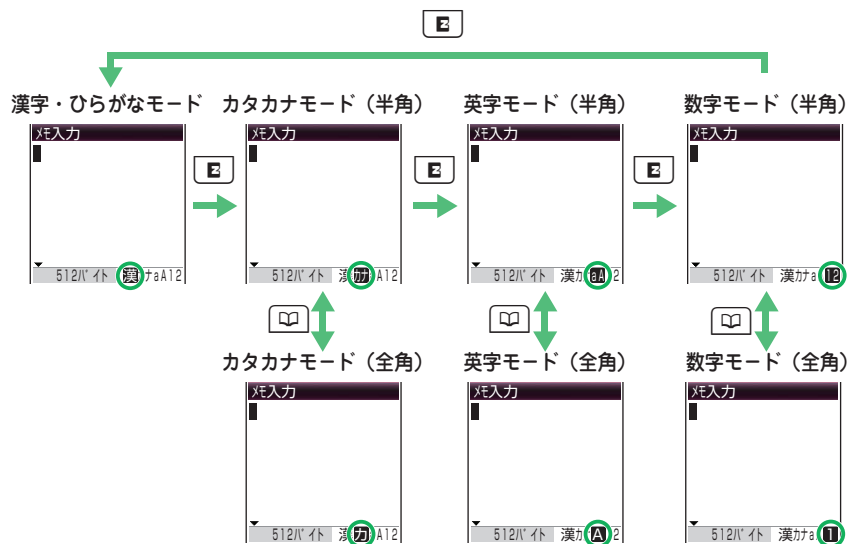 漢字・ひらがなモード
カタカナモード（半角）
英字モード（半角）
数字モード（半角）
ﾒﾓ入力
ﾒﾓ入力
ﾒﾓ入力
ﾒﾓ入力
512ﾊﾞｲﾄ 漢ｶﾅaA12
512ﾊﾞｲﾄ 漢ｶﾅaA12
512ﾊﾞｲﾄ 漢ｶﾅaA12
512ﾊﾞｲﾄ 漢ｶﾅaA12
カタカナモード（全角）
英字モード（全角）
数字モード（全角）
ﾒﾓ入力
ﾒﾓ入力
ﾒﾓ入力
512ﾊﾞｲﾄ 漢カaA12
512ﾊﾞｲﾄ 漢ｶﾅA12
512ﾊﾞｲﾄ 漢ｶﾅaA1